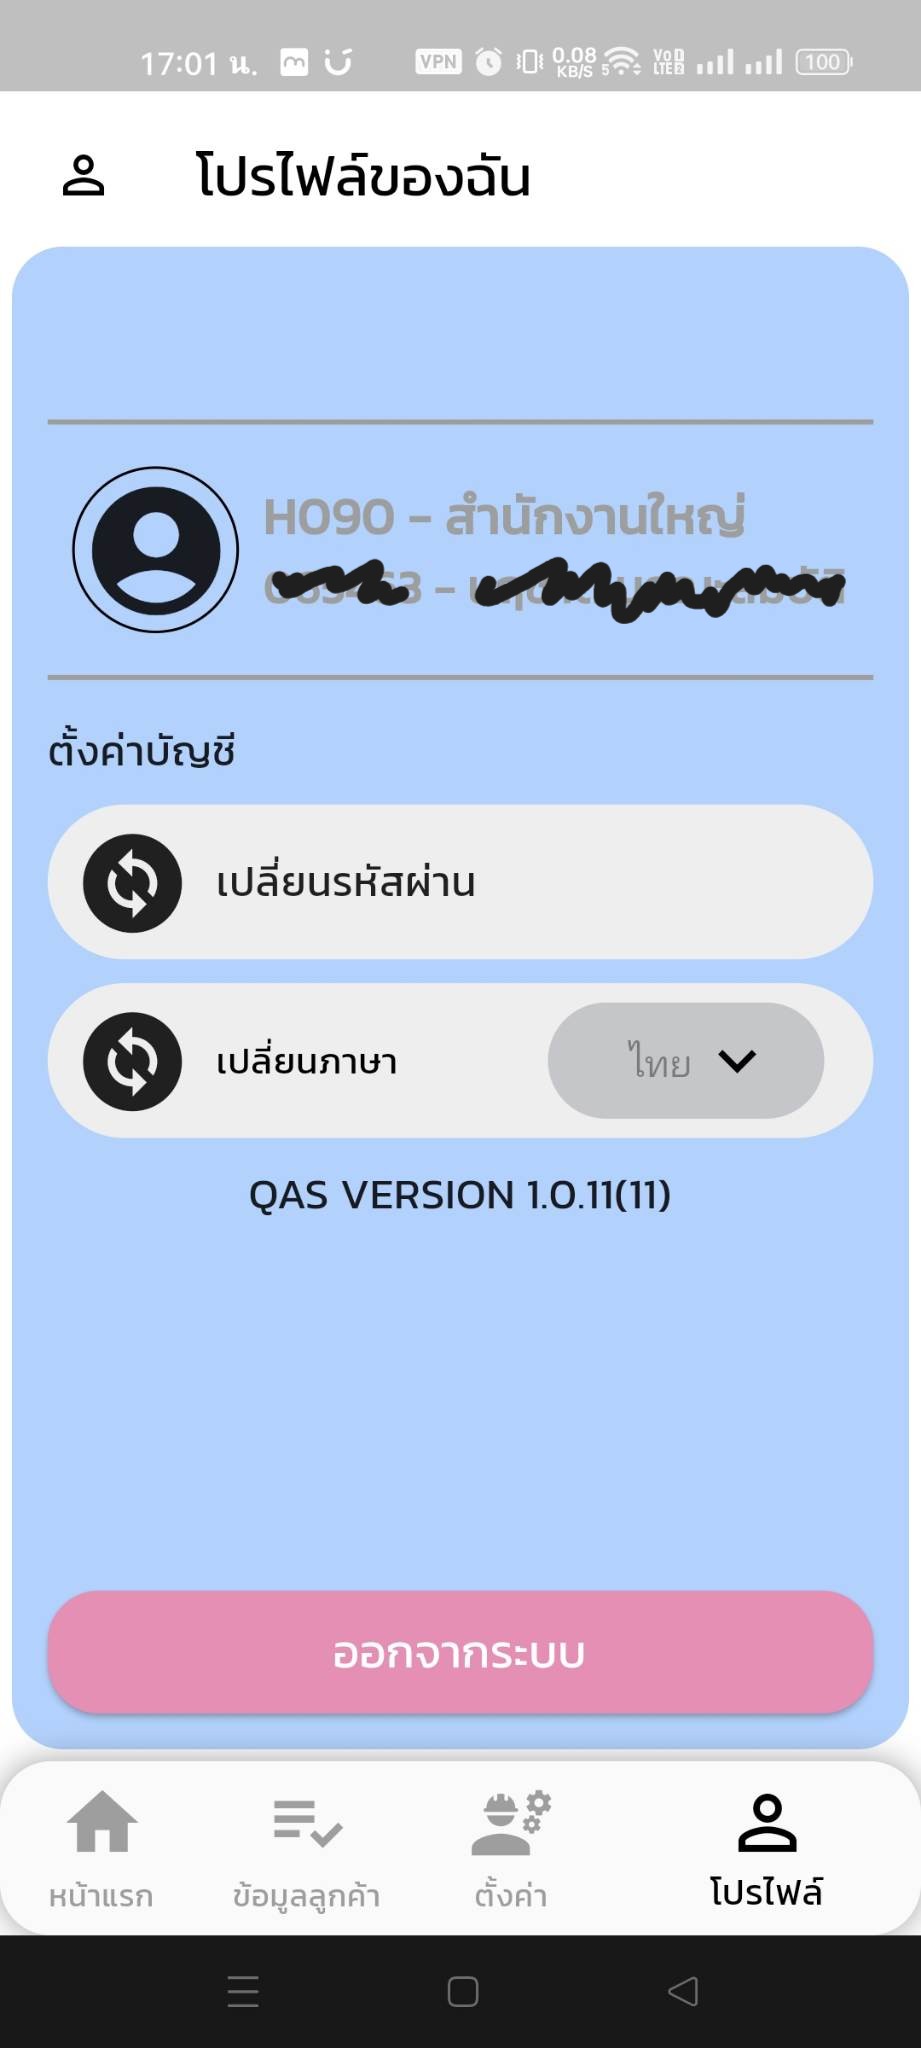 17:01 น. VPN 0.08 KB/S 5 VoD LTE2 100
โปรไฟล์ของฉัน
H090 - สำนักงานใหญ่
ตั้งค่าบัญชี
เปลี่ยนรหัสผ่าน
เปลี่ยนภาษา ไทย
QAS VERSION 1.0.11(11)
ออกจากระบบ
หน้าแรก ข้อมูลลูกค้า ตั้งค่า โปรไฟล์